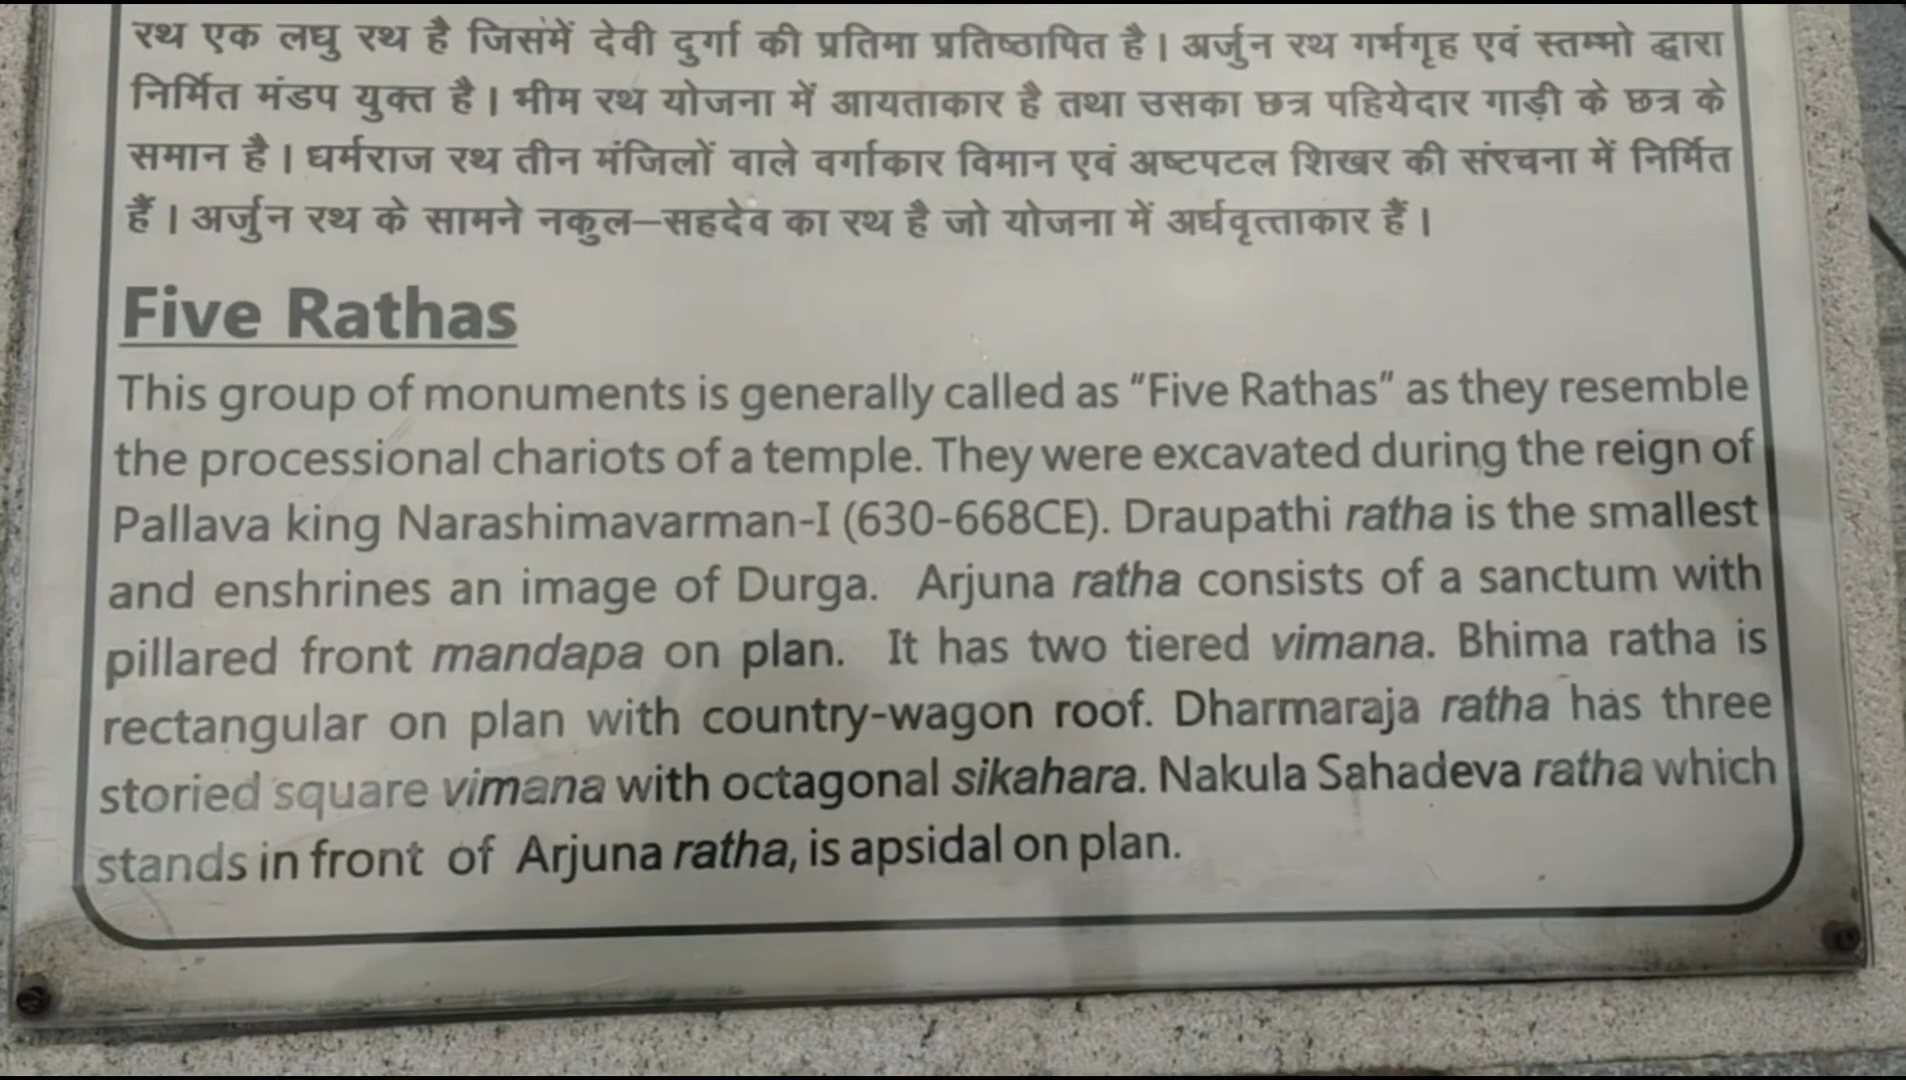 रथ एक लघु रथ है जिसमें देवी दुर्गा की प्रतिमा प्रतिष्ठापित है। अर्जुन रथ गर्भगृह एवं स्तम्भो द्वारा
निर्मित मंडप युक्त है। भीम रथ योजना में आयताकार है तथा उसका छत्र पहियेदार गाड़ी के छत्र के
समान है। धर्मराज रथ तीन मंजिलों वाले वर्गाकार विमान एवं अष्टपटल शिखर की संरचना में निर्मित
हैं। अर्जुन रथ के सामने नकुल–सहदेव का रथ है जो योजना में अर्धवृत्ताकार हैं।
Five Rathas
This group of monuments is generally called as "Five Rathas" as they resemble
the processional chariots of a temple. They were excavated during the reign of
Pallava king Narashimavarman-I (630-668CE). Draupathi ratha is the smallest
and enshrines an image of Durga. Arjuna ratha consists of a sanctum with
pillared front mandapa on plan. It has two tiered vimana. Bhima ratha is
rectangular on plan with country-wagon roof. Dharmaraja ratha has three
storied square vimana with octagonal sikahara. Nakula Sahadeva ratha which
stands in front of Arjuna ratha, is apsidal on plan.